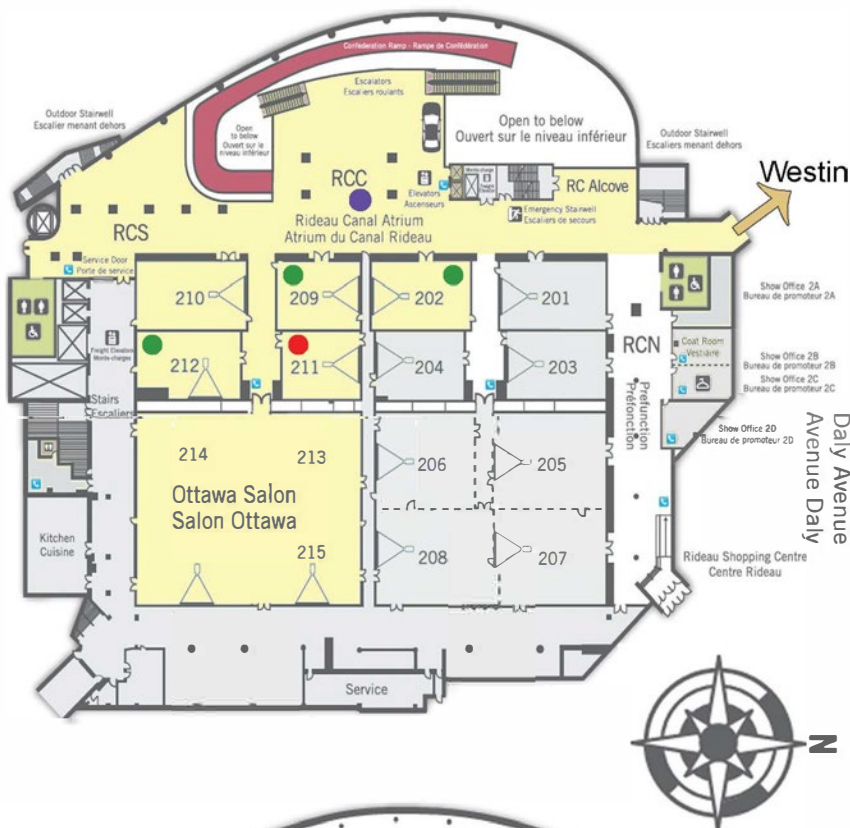 Confederation Ramp - Rampe de Confédération
Escalators
Escaliers roulants
Outdoor Stairwell
Escalier menant dehors
Open
to below
Ouvert sur le
niveau inférieur
Open to below
Ouvert sur le niveau inférieur
Outdoor Stairwell
Escaliers menant dehors
Westin
RCC
Elevators
Ascenseurs
RC Alcove
Emergency Stairwell
Escaliers de secours
Rideau Canal Atrium
Atrium du Canal Rideau
RCS
Service Door
Porte de service
210
209
202
201
Show Office 2A
Bureau de promoteur 2A
Freight Elevators
Monte-charges
212
211
204
203
RCN
Coat Room
Vestiaire
Show Office 2B
Bureau de promoteur 2B
Show Office 2C
Bureau de promoteur 2C
Stairs
Escaliers
Prefunction
Préfonction
Show Office 2D
Bureau de promoteur 2D
Daly Avenue
Avenue Daly
214
213
206
205
Ottawa Salon
Salon Ottawa
Kitchen
Cuisine
215
208
207
Rideau Shopping Centre
Centre Rideau
Service
N